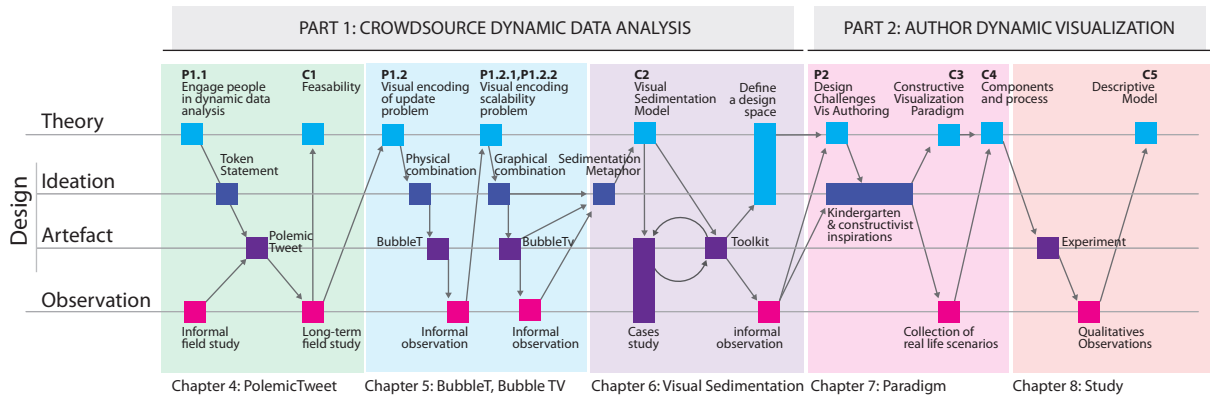 PART 1: CROWDSOURCE DYNAMIC DATA ANALYSIS
PART 2: AUTHOR DYNAMIC VISUALIZATION
P1.1
Engage people
in dynamic data
analysis
C1
Feasability
P1.2
Visual encoding
of update
problem
P1.2.1,P1.2.2
Visual encoding
scalability
problem
C2
Visual
Sedimentation
Model
Define
a design
space
P2
Design
Challenges
Vis Authoring
C3
Constructive
Visualization
Paradigm
C4
Components
and process
C5
Descriptive
Model
Theory
Design
Ideation
Artefact
Observation
Token
Statement
Physical
combination
Graphical
combination
Sedimentation
Metaphor
Kindergarten
& constructivist
inspirations
Polemic
Tweet
BubbleT
BubbleTv
Toolkit
Experiment
Informal
field study
Long-term
field study
Informal
observation
Informal
observation
Cases
study
informal
observation
Collection of
real life scenarios
Qualitatives
Observations
Chapter 4: PolemicTweet
Chapter 5: BubbleT, Bubble TV
Chapter 6: Visual Sedimentation
Chapter 7: Paradigm
Chapter 8: Study